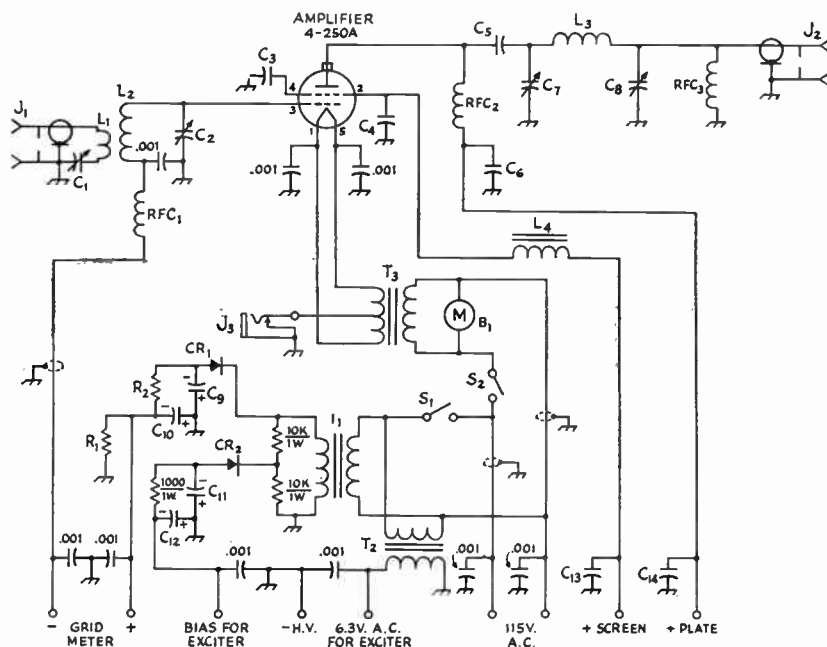 AMPLIFIER
4-250A
C5
L3
J2
C3
L2
4
2
3
1
5
J1
L1
C2
C4
RFC2
C7
C8
RFC3
.001
C1
.001
.001
C6
RFC1
L4
T3
J3
M
B1
CR1
S2
R2
C9
S1
I1
10K
1W
C10
R1
CR2
10K
1W
1000
1W.
C11
C12
T2
.001
.001
.001
.001
.001
.001
C13
C14
- GRID METER +
BIAS FOR EXCITER
-H.V.
6.3V. A.C. FOR EXCITER
115V. A.C.
+ SCREEN
+ PLATE